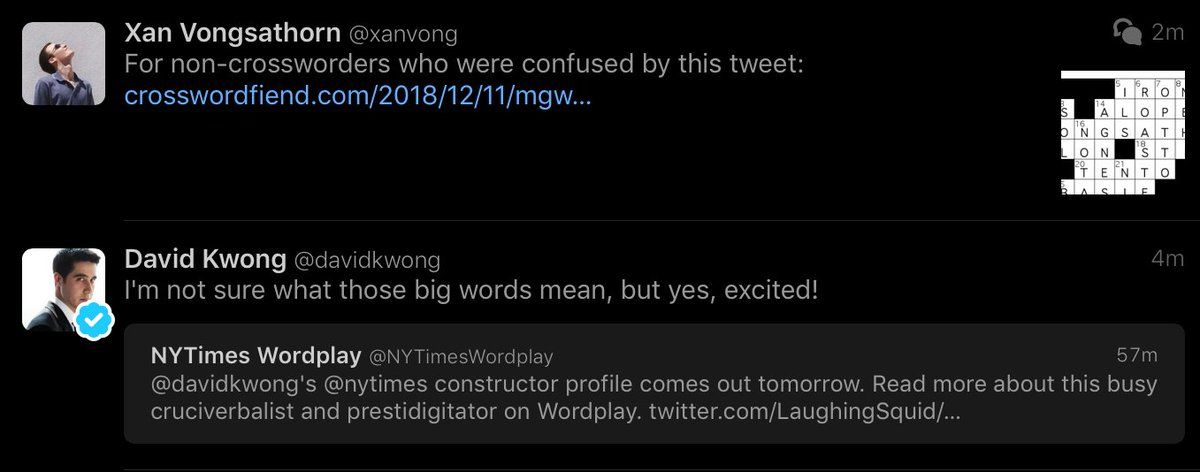 Xan Vongsathorn @xanvong 2m
For non-crossworders who were confused by this tweet:
crosswordfiend.com/2018/12/11/mgw...
5 6 7 8
I R O N
14
S A L O P E
16
O N G S A T H
18
L O N S T
20 21
T E N T O
B A S I E
David Kwong @davidkwong 4m
I'm not sure what those big words mean, but yes, excited!
NYTimes Wordplay @NYTimesWordplay 57m
@davidkwong's @nytimes constructor profile comes out tomorrow. Read more about this busy
cruciverbalist and prestidigitator on Wordplay. twitter.com/LaughingSquid/...